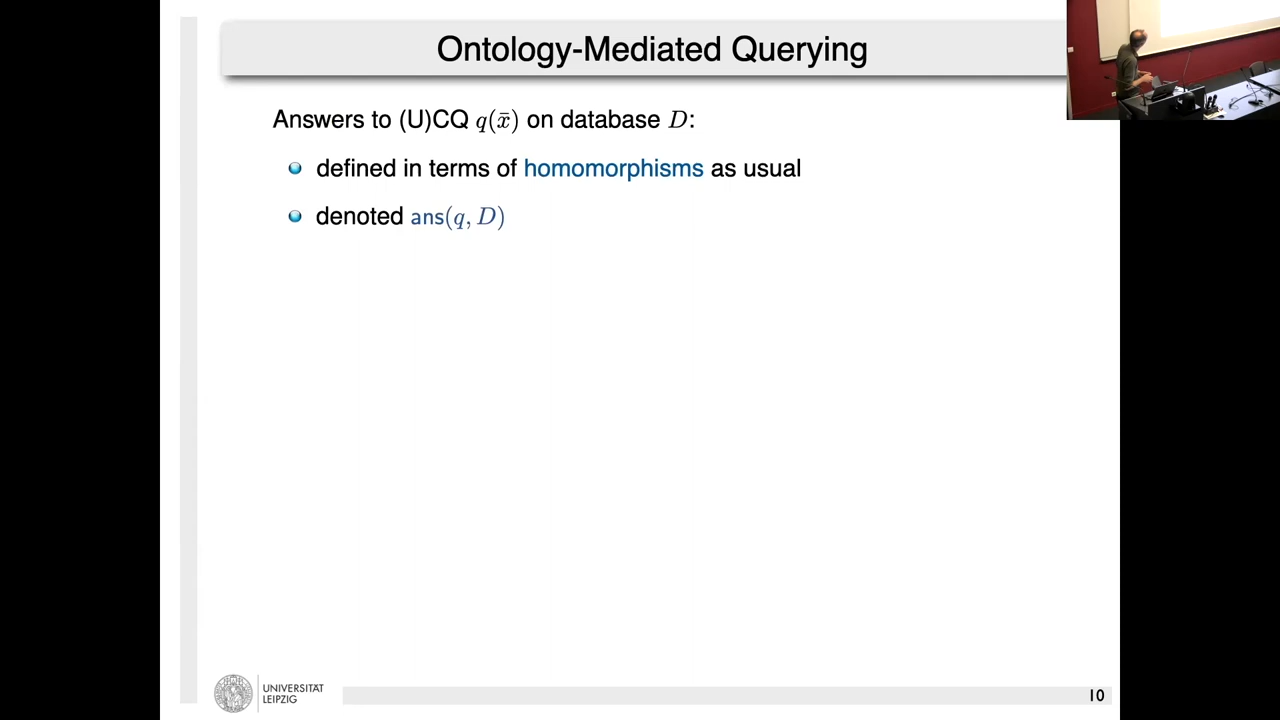 Ontology-Mediated Querying
Answers to (U)CQ q(x̄) on database D:
defined in terms of homomorphisms as usual
denoted ans(q, D)
UNIVERSITÄT
LEIPZIG
10